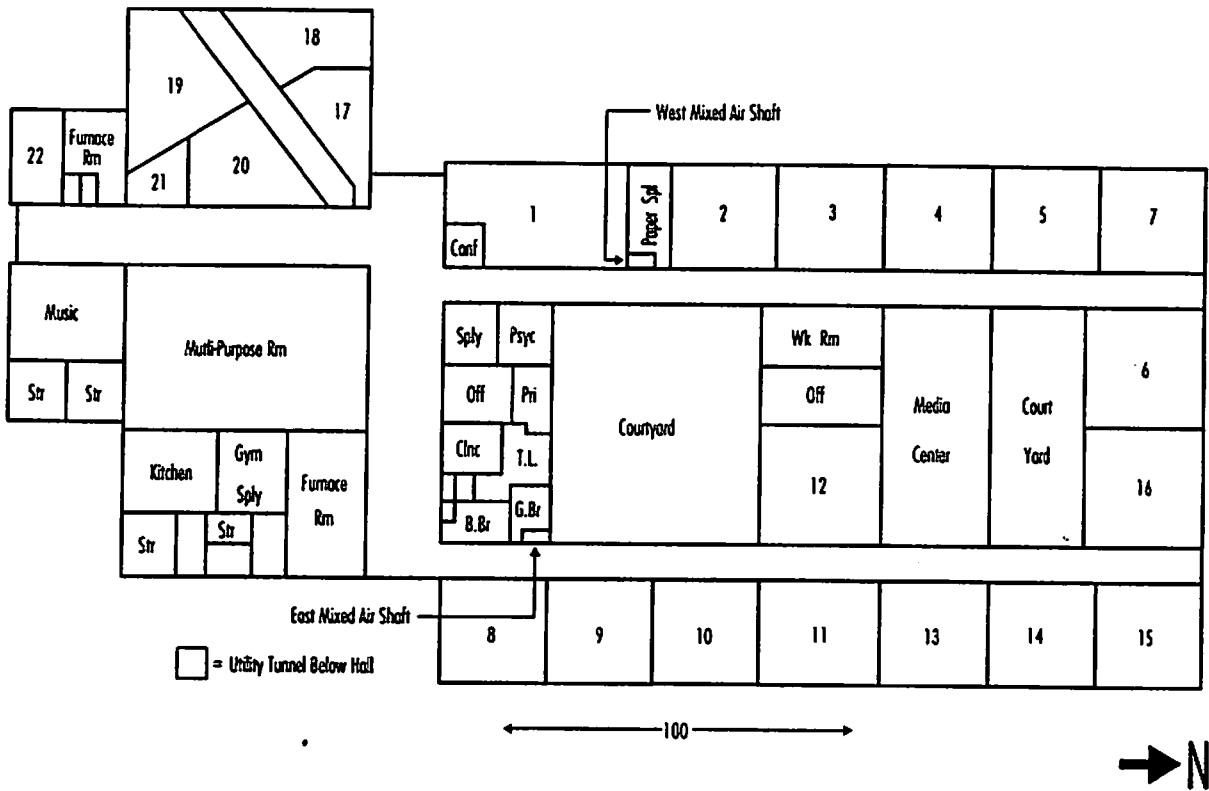 18
19
17
West Mixed Air Shaft
22
Furnace
Rm
21
20
1
Paper Spl
2
3
4
5
7
Conf
Music
Mutli-Purpose Rm
Sply
Psyc
Wk Rm
6
Str
Str
Off
Pri
Off
Media
Center
Court
Yard
Courtyard
Kitchen
Gym
Sply
Furnace
Rm
Clnc
T.L.
12
16
Str
Str
B.Br
G.Br
East Mixed Air Shaft
8
9
10
11
13
14
15
= Utility Tunnel Below Hall
100
N